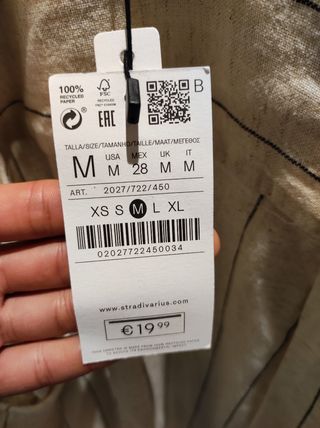 100%
RECYCLED
PAPER
FSC
B
EAC
TALLA/SIZE/TAMANHO/TAILLE/MAAT/ΜΕΓΕΘΟΣ
M
USA
M
MEX
28
UK
M
IT
M
ART. 2027/722/450
XS S M L XL
02027722450034
www.stradivarius.com
€19.99